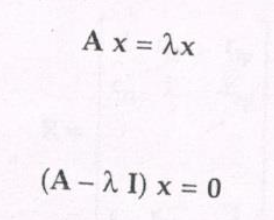 A x = λx
(A – λ I) x = 0